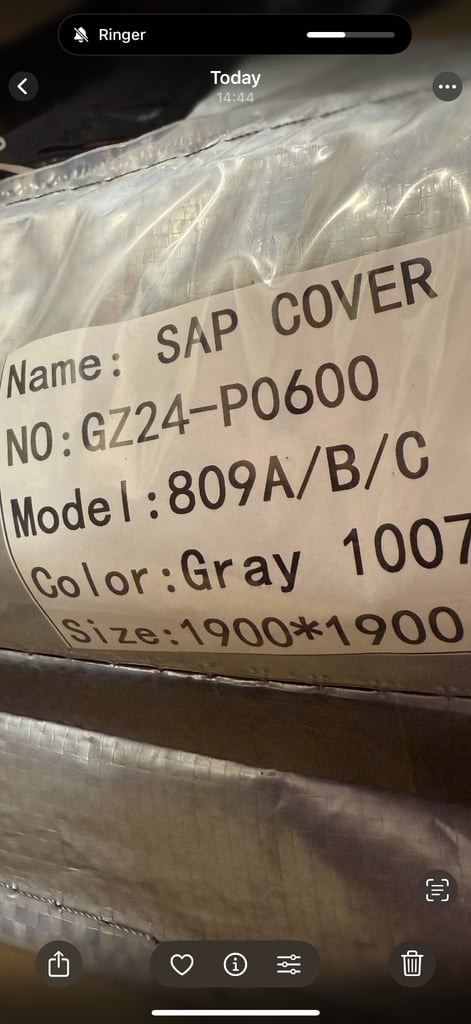 Ringer
Today
14:44
Name: SAP COVER
NO:GZ24-P0600
Model:809A/B/C
Color:Gray 1007
Size:1900*1900